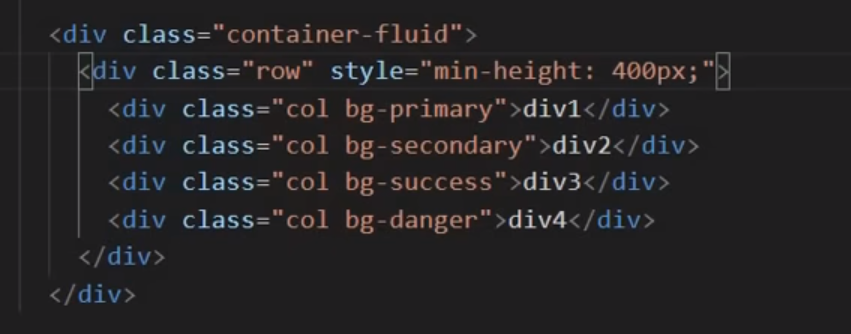 <div class="container-fluid">
<div class="row" style="min-height: 400px;">
<div class="col bg-primary">div1</div>
<div class="col bg-secondary">div2</div>
<div class="col bg-success">div3</div>
<div class="col bg-danger">div4</div>
</div>
</div>